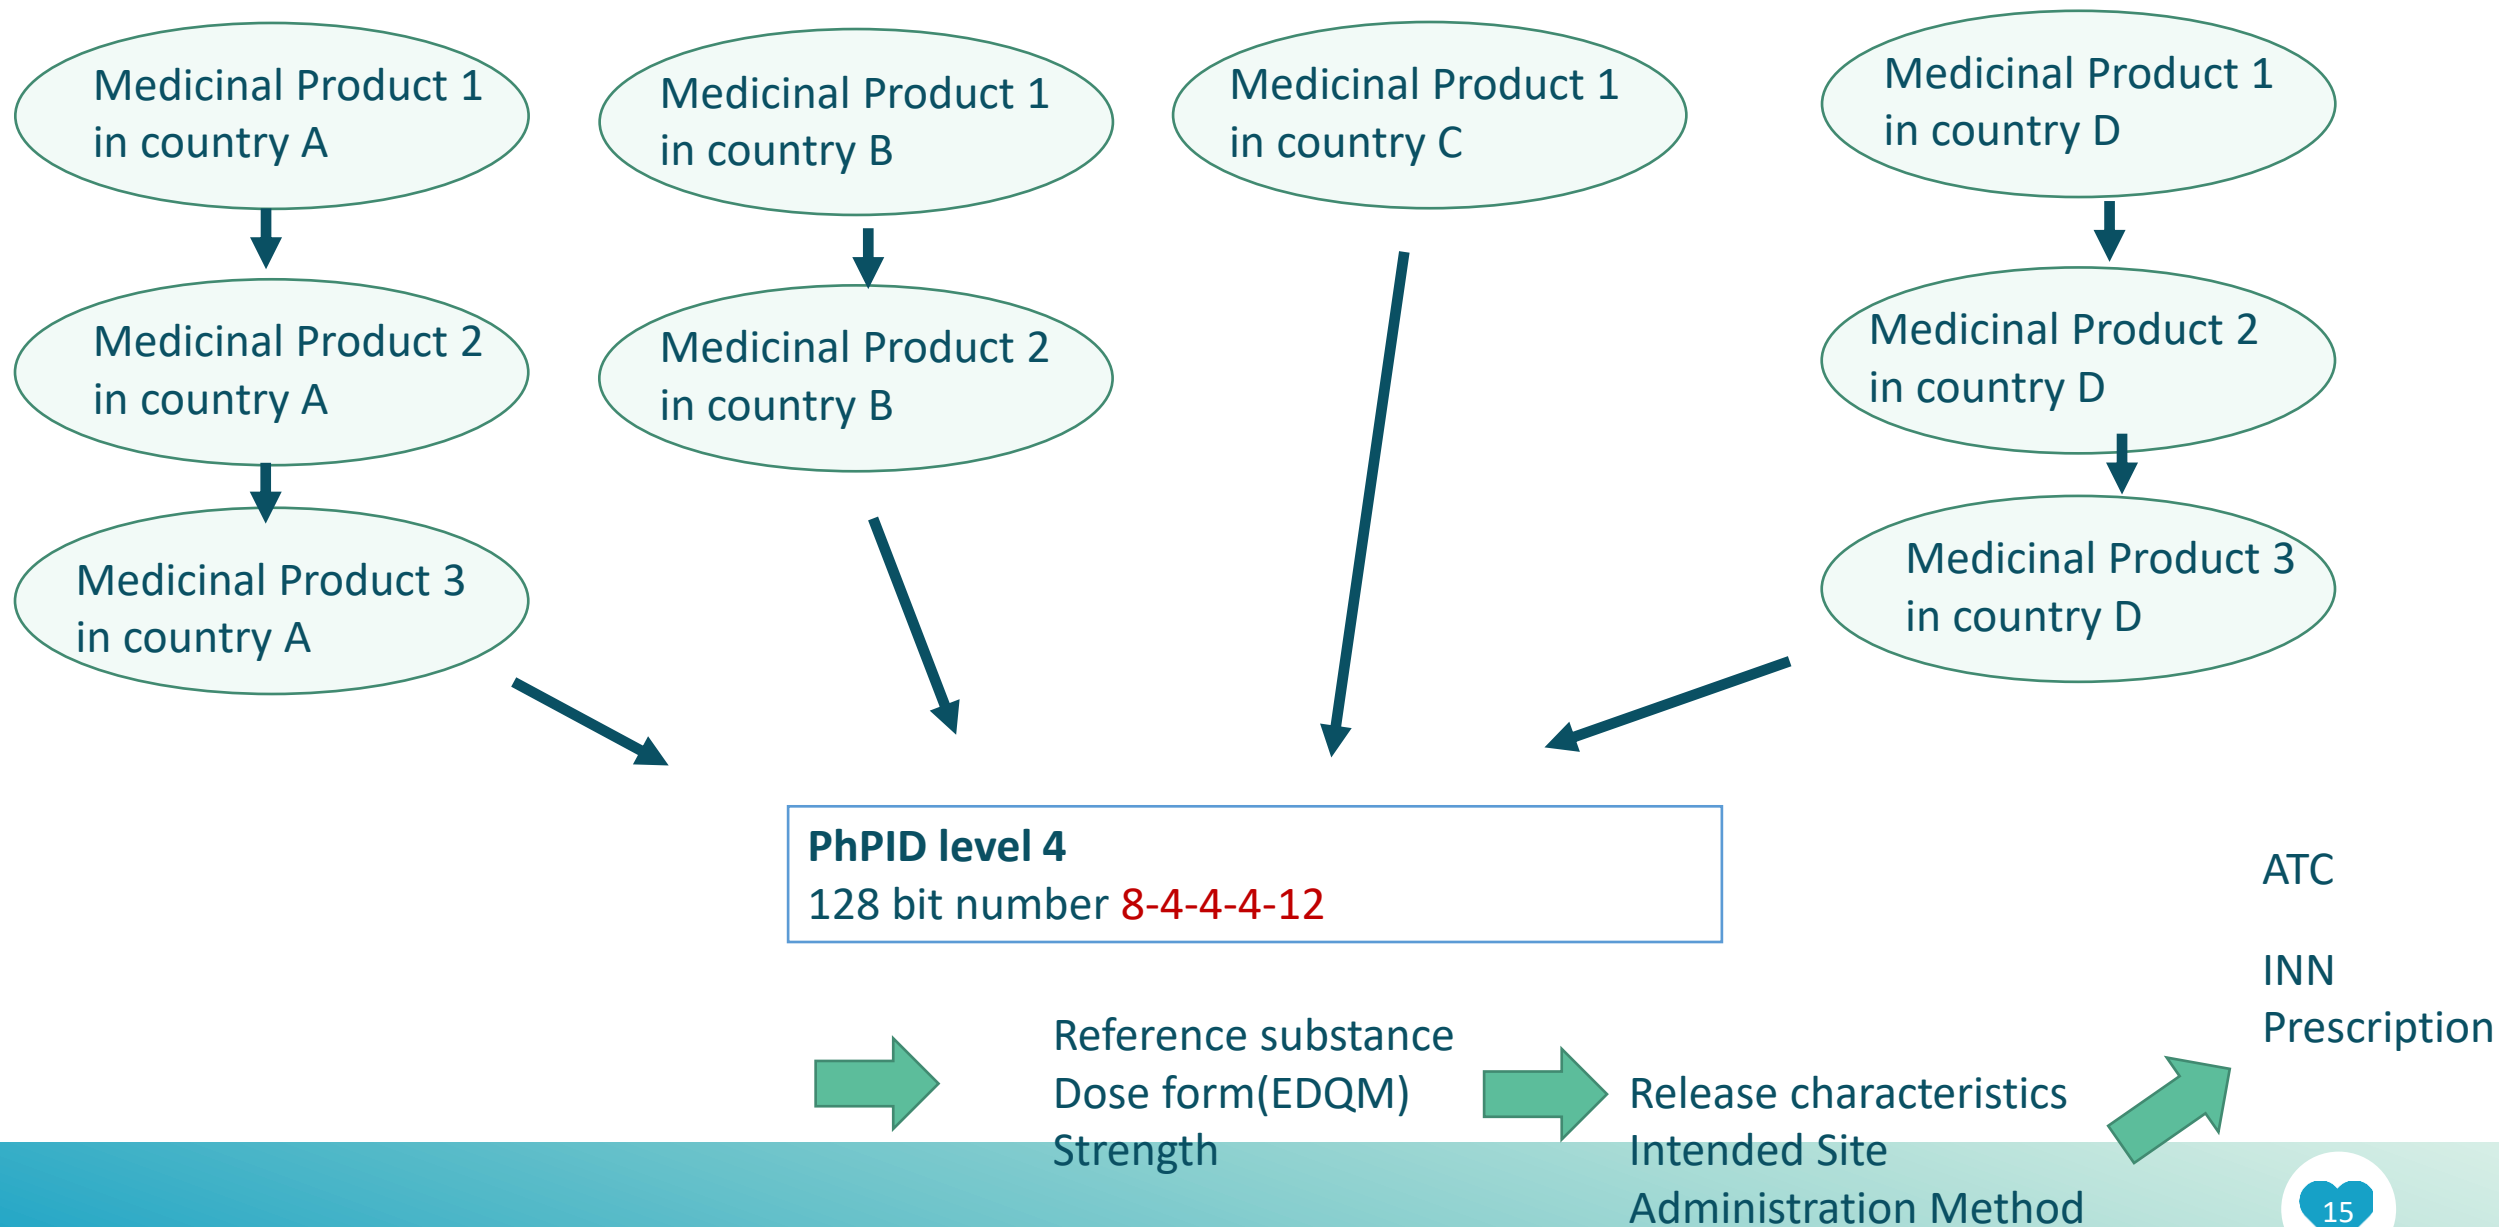 Medicinal Product 1
in country A
Medicinal Product 1
in country B
Medicinal Product 1
in country C
Medicinal Product 1
in country D
Medicinal Product 2
in country A
Medicinal Product 2
in country B
Medicinal Product 2
in country D
Medicinal Product 3
in country A
Medicinal Product 3
in country D
PhPID level 4
128 bit number 8-4-4-4-12
ATC
INN
Prescription
Reference substance
Dose form(EDQM)
Strength
Release characteristics
Intended Site
Administration Method
15